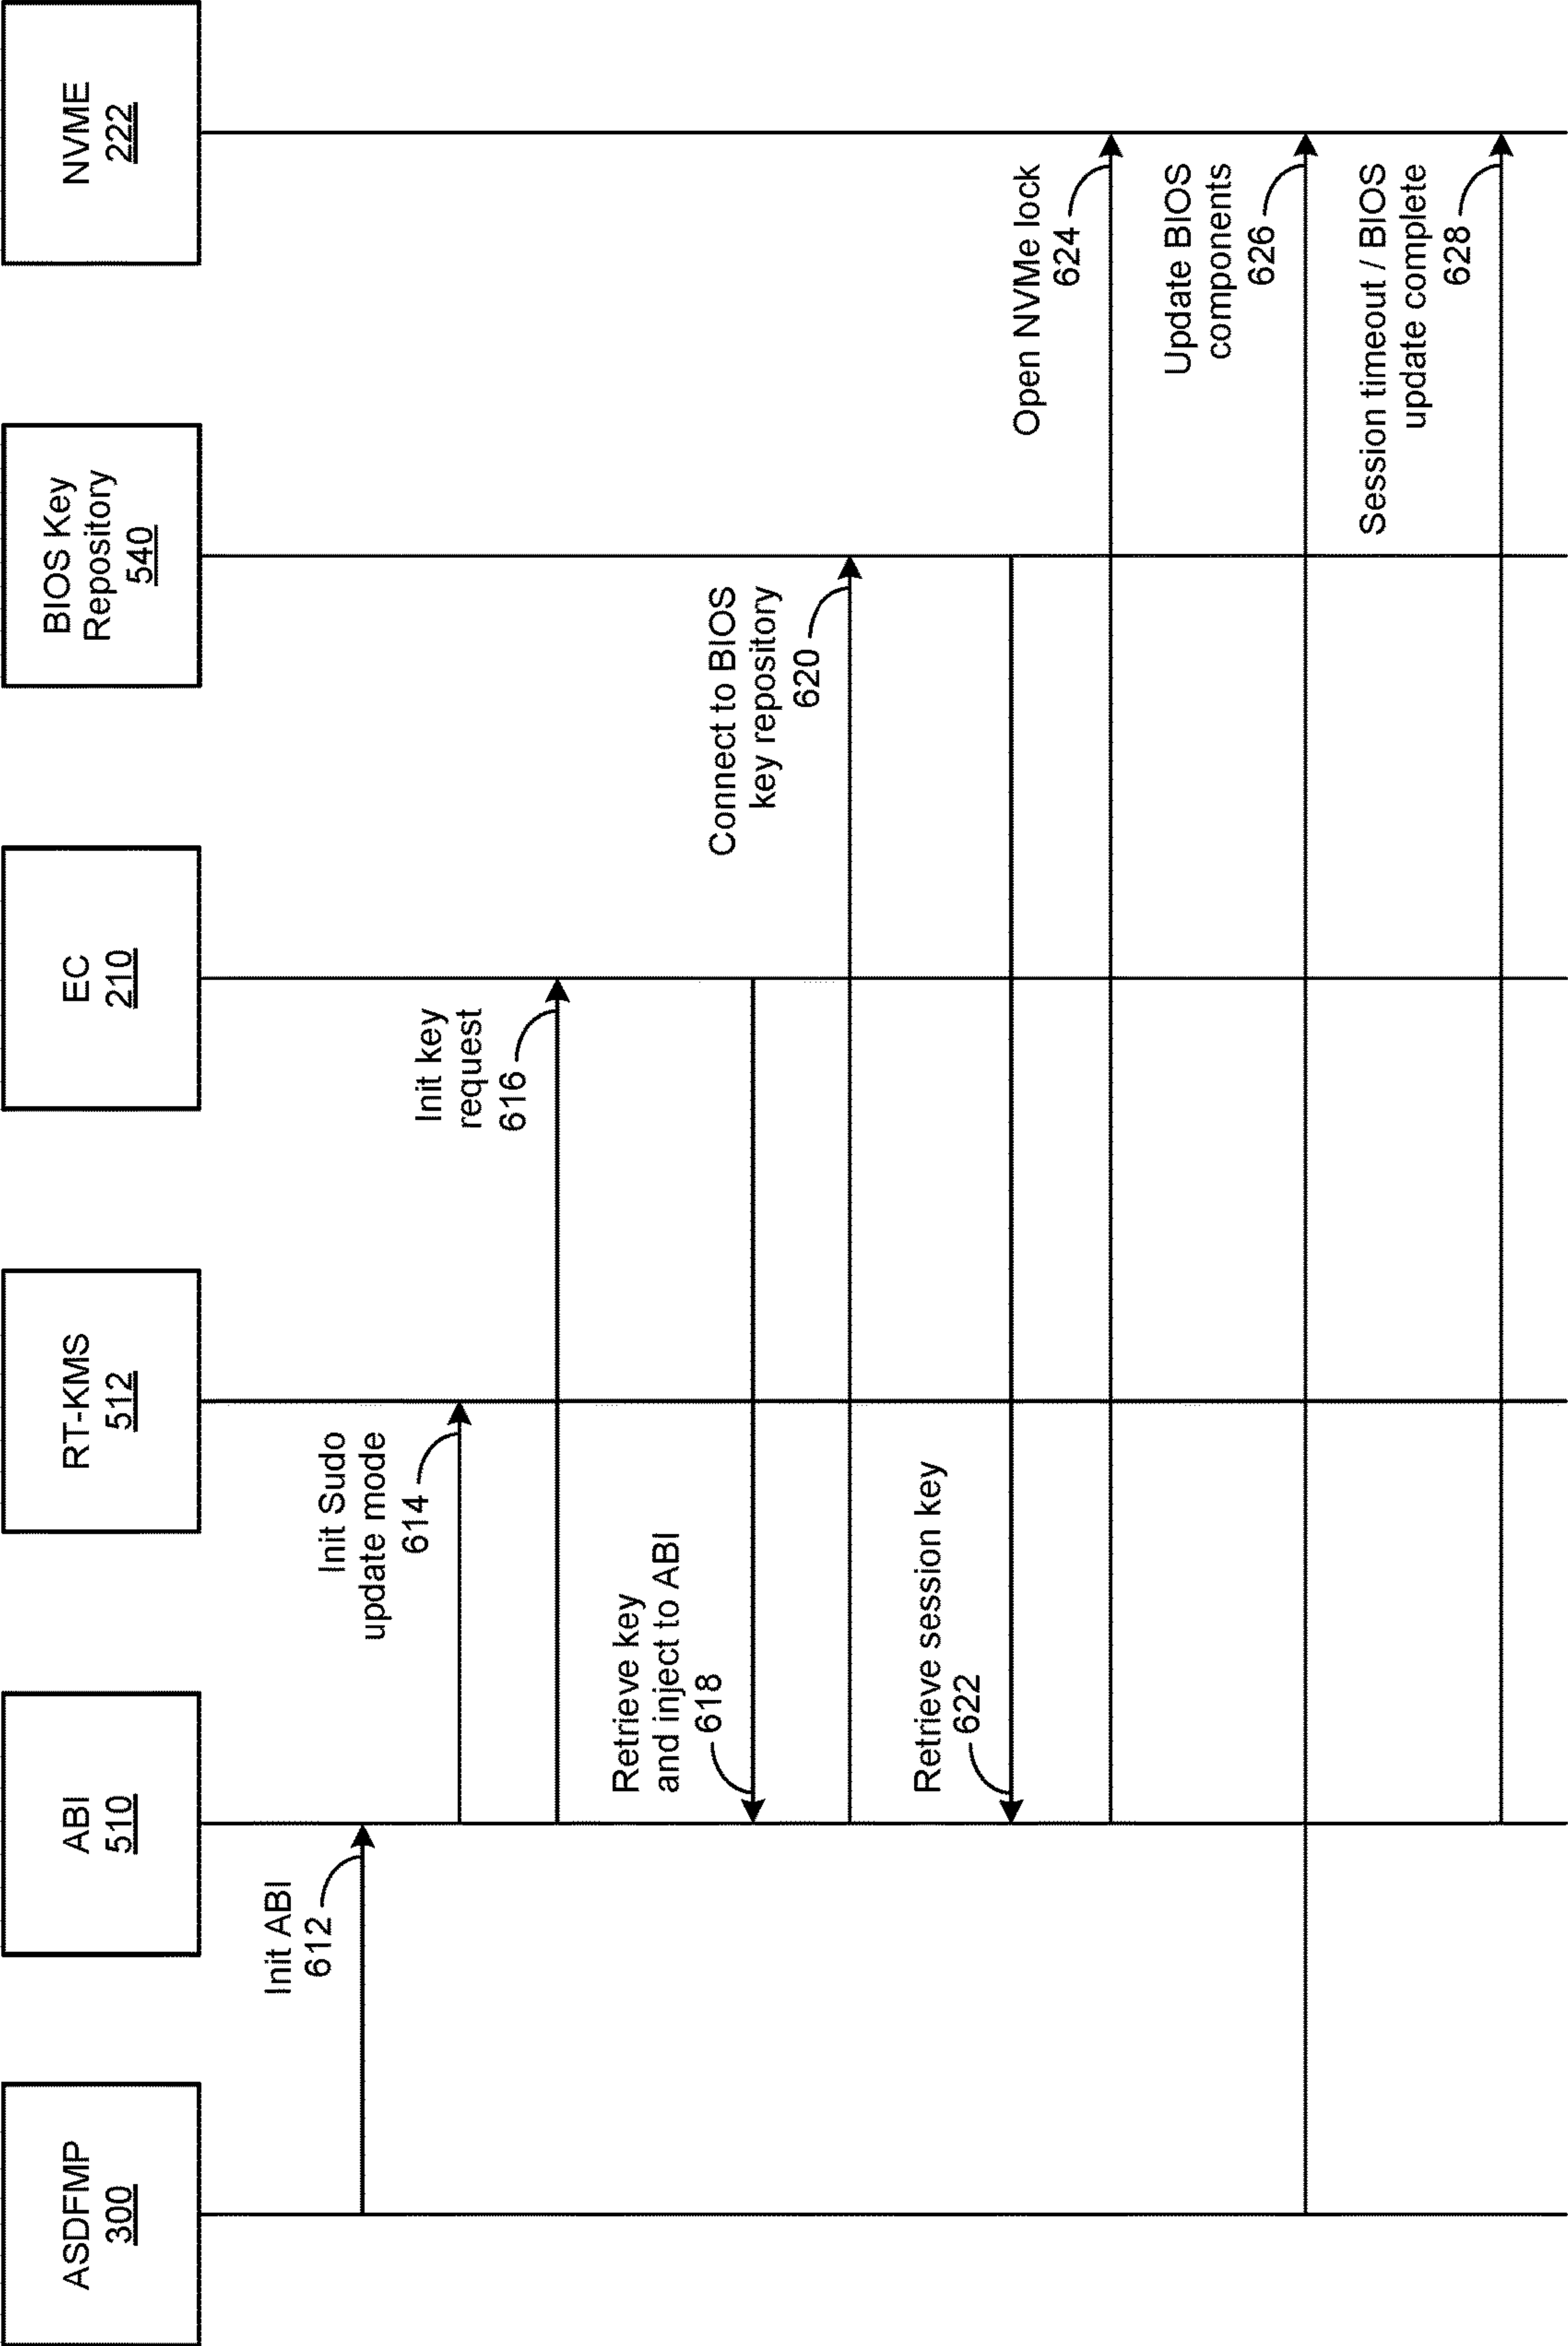 ASDFMP
300
ABI
510
RT-KMS
512
EC
210
BIOS Key
Repository
540
NVME
222
Init ABI
612
Init Sudo
update mode
614
Init key
request
616
Retrieve key
and inject to ABI
618
Connect to BIOS
key repository
620
Retrieve session key
622
Open NVMe lock
624
Update BIOS
components
626
Session timeout / BIOS
update complete
628